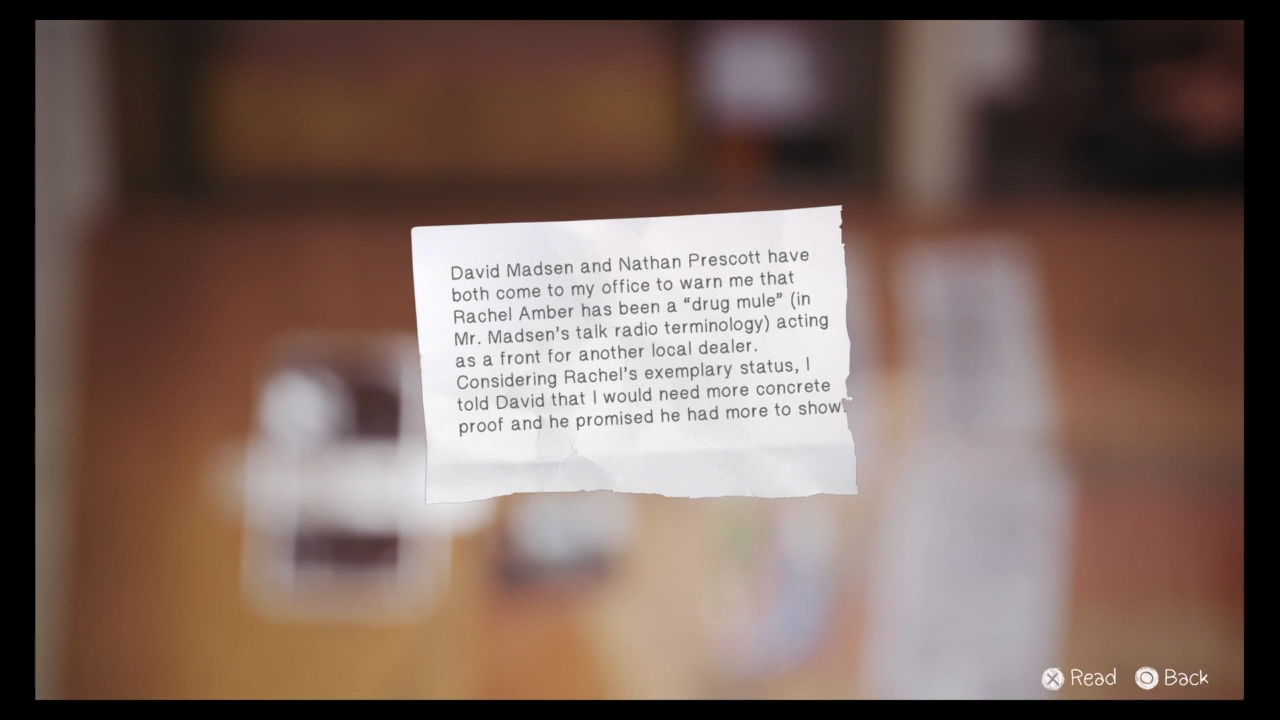 David Madsen and Nathan Prescott have
both come to my office to warn me that
Rachel Amber has been a “drug mule” (in
Mr. Madsen’s talk radio terminology) acting
as a front for another local dealer.
Considering Rachel’s exemplary status, I
told David that I would need more concrete
proof and he promised he had more to show.
Read
Back